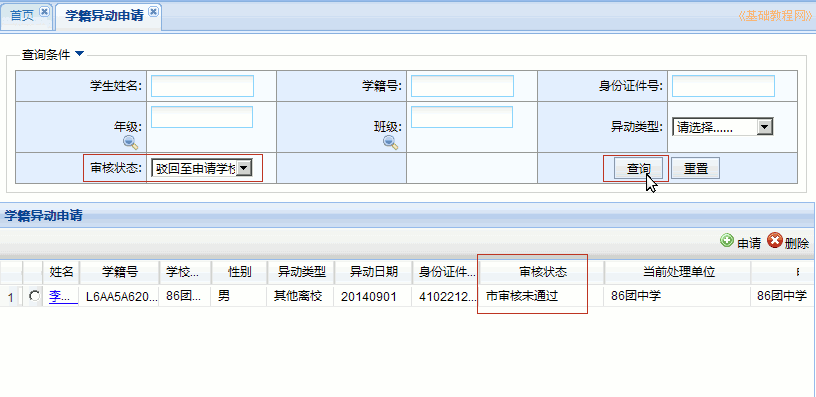 首页 学籍异动申请 《基础教程网》
查询条件
学生姓名: 学籍号: 身份证件号:
年级: 班级: 异动类型: 请选择......
审核状态: 驳回至申请学校 查询 重置
学籍异动申请
申请 删除
姓名 学籍号 学校... 性别 异动类型 异动日期 身份证件... 审核状态 当前处理单位
1 李... L6AA5A620... 86团... 男 其他离校 20140901 4102212... 市审核未通过 86团中学 86团中学